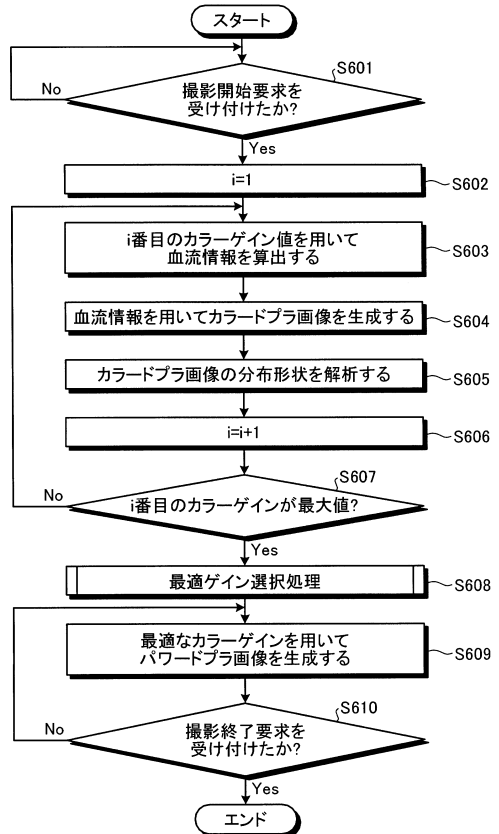 スタート
S601
撮影開始要求を
受け付けたか?
No
Yes
i=1
S602
i番目のカラーゲイン値を用いて
血流情報を算出する
S603
血流情報を用いてカラードプラ画像を生成する
S604
カラードプラ画像の分布形状を解析する
S605
i=i+1
S606
S607
i番目のカラーゲインが最大値?
No
Yes
最適ゲイン選択処理
S608
最適なカラーゲインを用いて
パワードプラ画像を生成する
S609
S610
撮影終了要求を
受け付けたか?
No
Yes
エンド